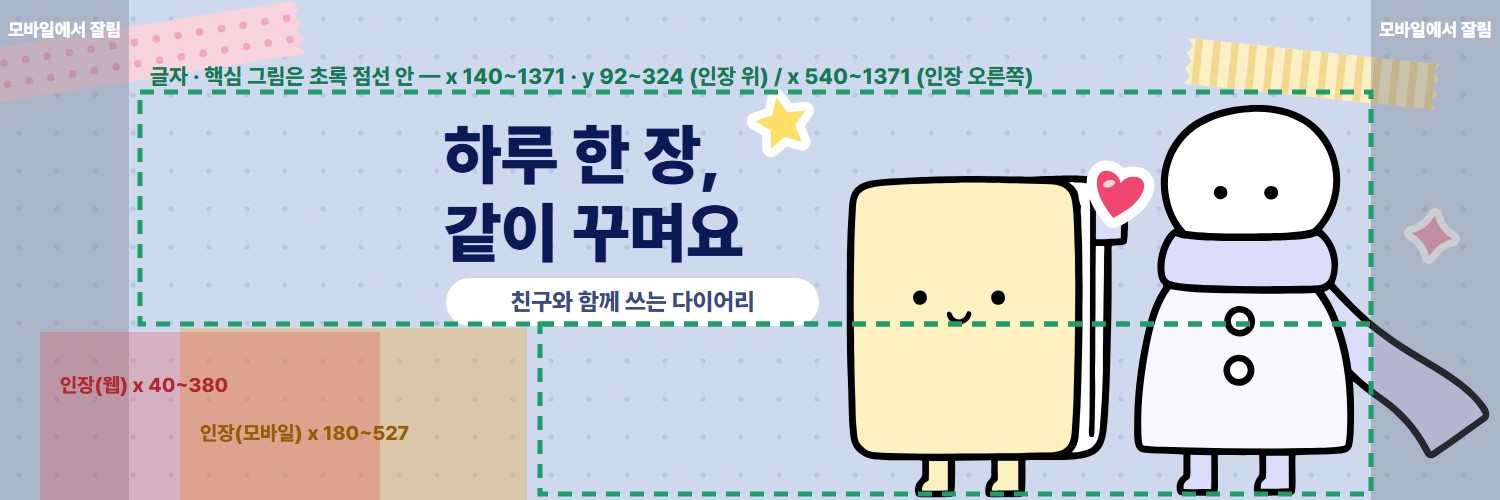 모바일에서 잘림
모바일에서 잘림
글자 · 핵심 그림은 초록 점선 안 — x 140~1371 · y 92~324 (인장 위) / x 540~1371 (인장 오른쪽)
하루 한 장,
같이 꾸며요
친구와 함께 쓰는 다이어리
인장(웹) x 40~380
인장(모바일) x 180~527